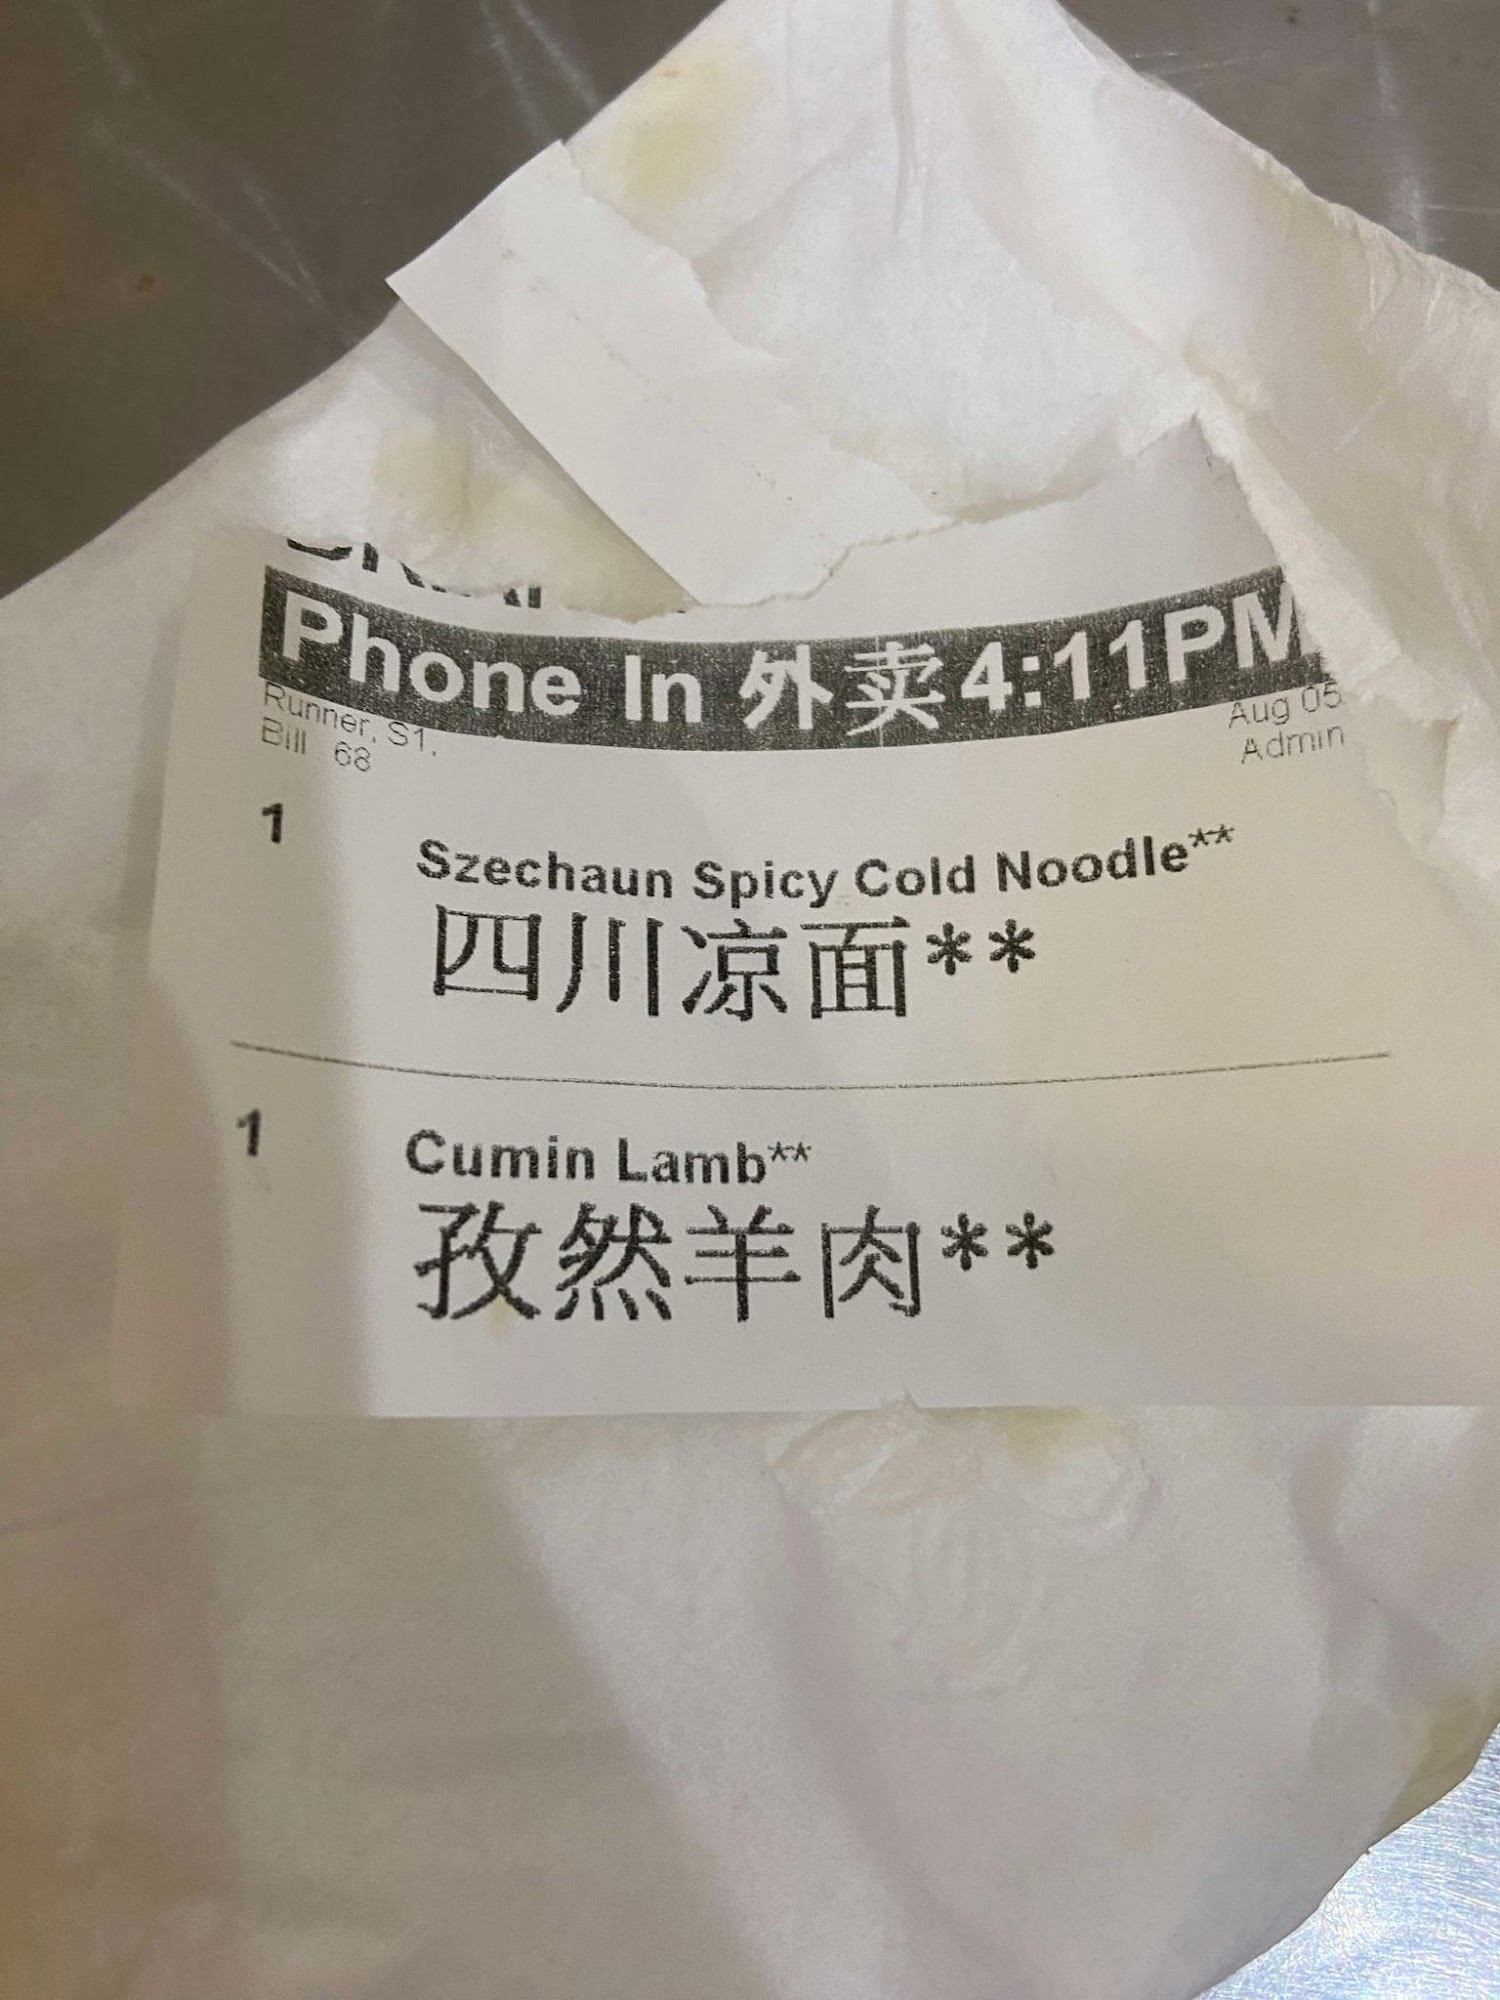 Phone In 外卖 4:11PM
Runner. S1.
Aug 05
Bill 68
Admin
1 Szechaun Spicy Cold Noodle**
四川凉面**
1 Cumin Lamb**
孜然羊肉**